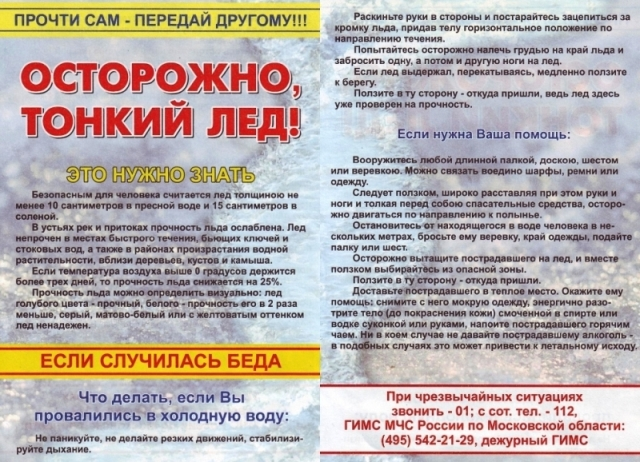 ПРОЧТИ САМ - ПЕРЕДАЙ ДРУГОМУ!!!
ОСТОРОЖНО,
ТОНКИЙ ЛЕД!
ЭТО НУЖНО ЗНАТЬ
Безопасным для человека считается лед толщиною не
менее 10 сантиметров в пресной воде и 15 сантиметров в
соленой.
В устьях рек и притоках прочность льда ослаблена. Лед
непрочен в местах быстрого течения, бьющих ключей и
стоковых вод, а также в районах произрастания водной
растительности, вблизи деревьев, кустов и камыша.
Если температура воздуха выше 0 градусов держится
более трех дней, то прочность льда снижается на 25%.
Прочность льда можно определить визуально: лед
голубого цвета - прочный, белого - прочность его в 2 раза
меньше, серый, матово-белый или с желтоватым оттенком
лед ненадежен.
ЕСЛИ СЛУЧИЛАСЬ БЕДА
Что делать, если Вы
провалились в холодную воду:
Не паникуйте, не делайте резких движений, стабилизи-
руйте дыхание.
Раскиньте руки в стороны и постарайтесь зацепиться за
кромку льда, придав телу горизонтальное положение по
направлению течения.
Попытайтесь осторожно налечь грудью на край льда и
забросить одну, а потом и другую ноги на лед.
Если лед выдержал, перекатываясь, медленно ползите
к берегу.
Ползите в ту сторону - откуда пришли, ведь лед здесь
уже проверен на прочность.
Если нужна Ваша помощь:
Вооружитесь любой длинной палкой, доскою, шестом
или веревкою. Можно связать воедино шарфы, ремни или
одежду.
Следует ползком, широко расставляя при этом руки и
ноги и толкая перед собою спасательные средства, осторо-
жно двигаться по направлению к полынье.
Остановитесь от находящегося в воде человека в не-
скольких метрах, бросьте ему веревку, край одежды, подайте
палку или шест.
Осторожно вытащите пострадавшего на лед, и вместе
ползком выбирайтесь из опасной зоны.
Ползите в ту сторону - откуда пришли.
Доставьте пострадавшего в теплое место. Окажите ему
помощь: снимите с него мокрую одежду, энергично разо-
трите тело (до покраснения кожи) смоченной в спирте или
водке суконкой или руками, напоите пострадавшего горячим
чаем. Ни в коем случае не давайте пострадавшему алкоголь -
в подобных случаях это может привести к летальному исходу.
При чрезвычайных ситуациях
звонить - 01; с сот. тел. - 112,
ГИМС МЧС России по Московской области:
(495) 542-21-29, дежурный ГИМС